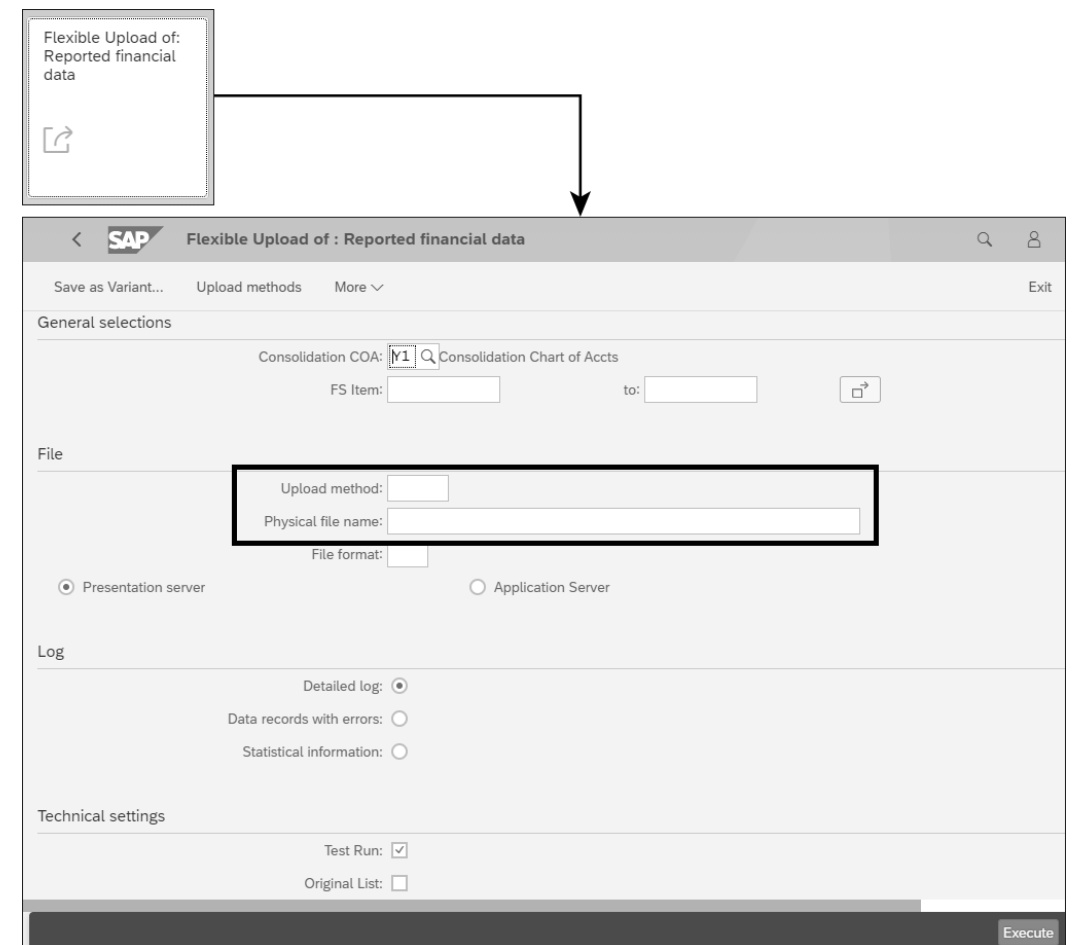 Flexible Upload of:
Reported financial
data
SAP Flexible Upload of : Reported financial data
Save as Variant... Upload methods More Exit
General selections
Consolidation COA: Y1 Consolidation Chart of Accts
FS Item: to:
File
Upload method:
Physical file name:
File format:
Presentation server Application Server
Log
Detailed log:
Data records with errors:
Statistical information:
Technical settings
Test Run:
Original List:
Execute